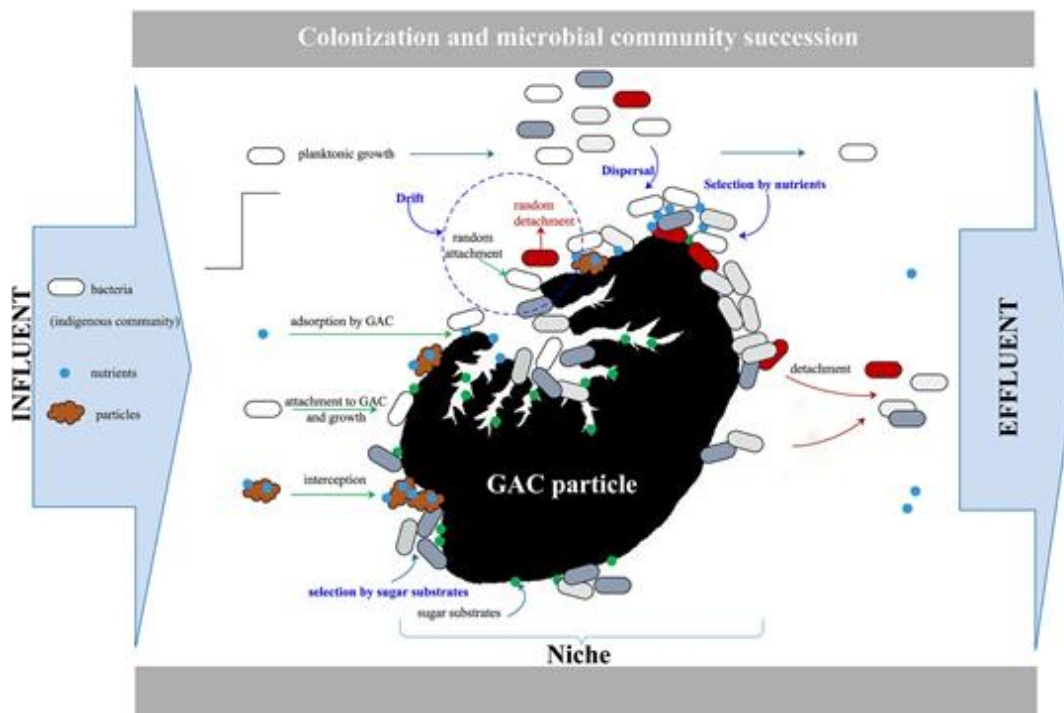 Colonization and microbial community succession
planktonic growth
Dispersal
Selection by nutrients
Drift
random
detachment
random
attachment
INFLUENT
bacteria
(indigenous community)
nutrients
particles
adsorption by GAC
attachment to GAC
and growth
interception
GAC particle
detachment
EFFLUENT
selection by sugar substrates
sugar substrates
Niche